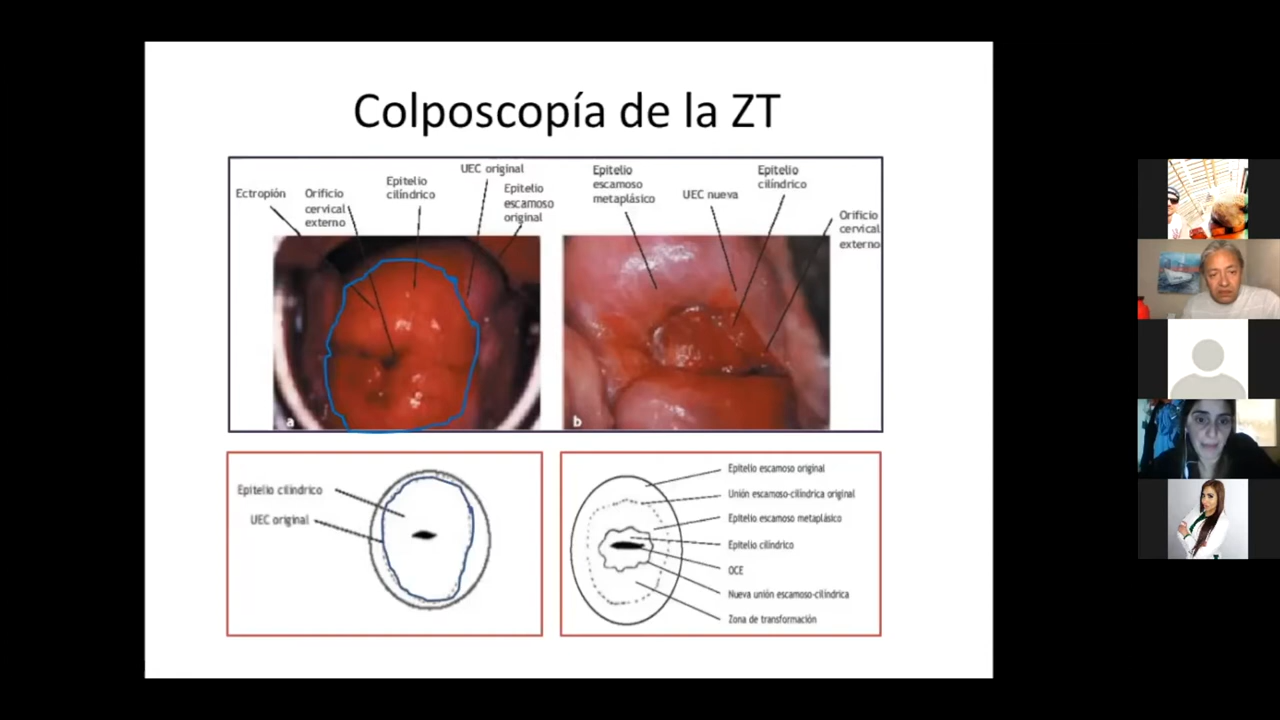 Colposcopía de la ZT
Ectropión
Orificio
cervical
externo
Epitelio
cilíndrico
UEC original
Epitelio
escamoso
original
Epitelio
escamoso
metaplásico
UEC nueva
Epitelio
cilíndrico
Orificio
cervical
externo
a
b
Epitelio cilíndrico
UEC original
Epitelio escamoso original
Unión escamoso-cilíndrica original
Epitelio escamoso metaplásico
Epitelio cilíndrico
OCE
Nueva unión escamoso-cilíndrica
Zona de transformación